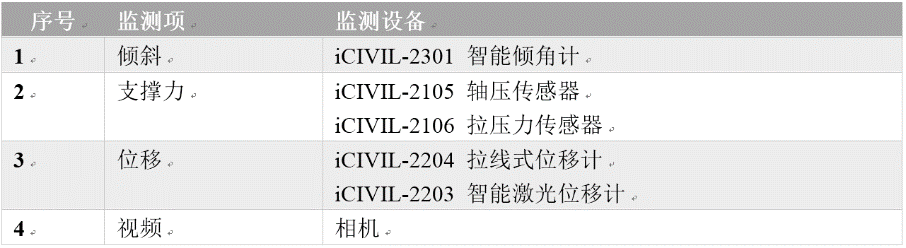 序号 监测项 监测设备
1 倾斜 iCIVIL-2301 智能倾角计
2 支撑力 iCIVIL-2105 轴压传感器
iCIVIL-2106 拉压力传感器
3 位移 iCIVIL-2204 拉线式位移计
iCIVIL-2203 智能激光位移计
4 视频 相机